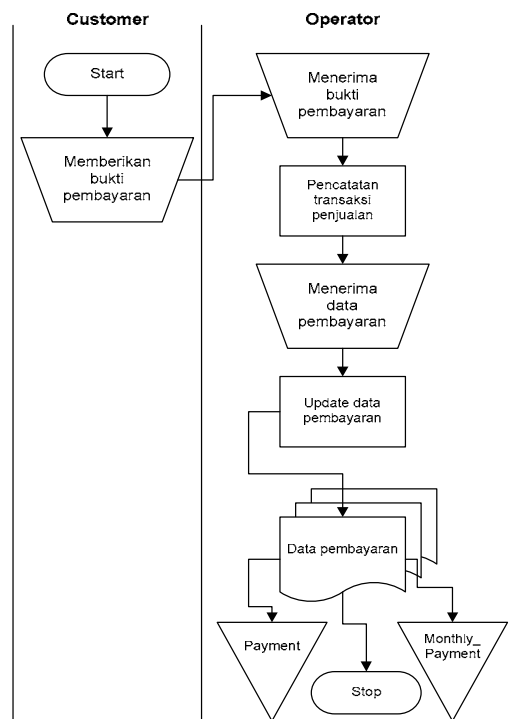 Customer
Operator
Start
Memberikan
bukti
pembayaran
Menerima
bukti
pembayaran
Pencatatan
transaksi
penjualan
Menerima
data
pembayaran
Update data
pembayaran
Data pembayaran
Payment
Monthly_
Payment
Stop